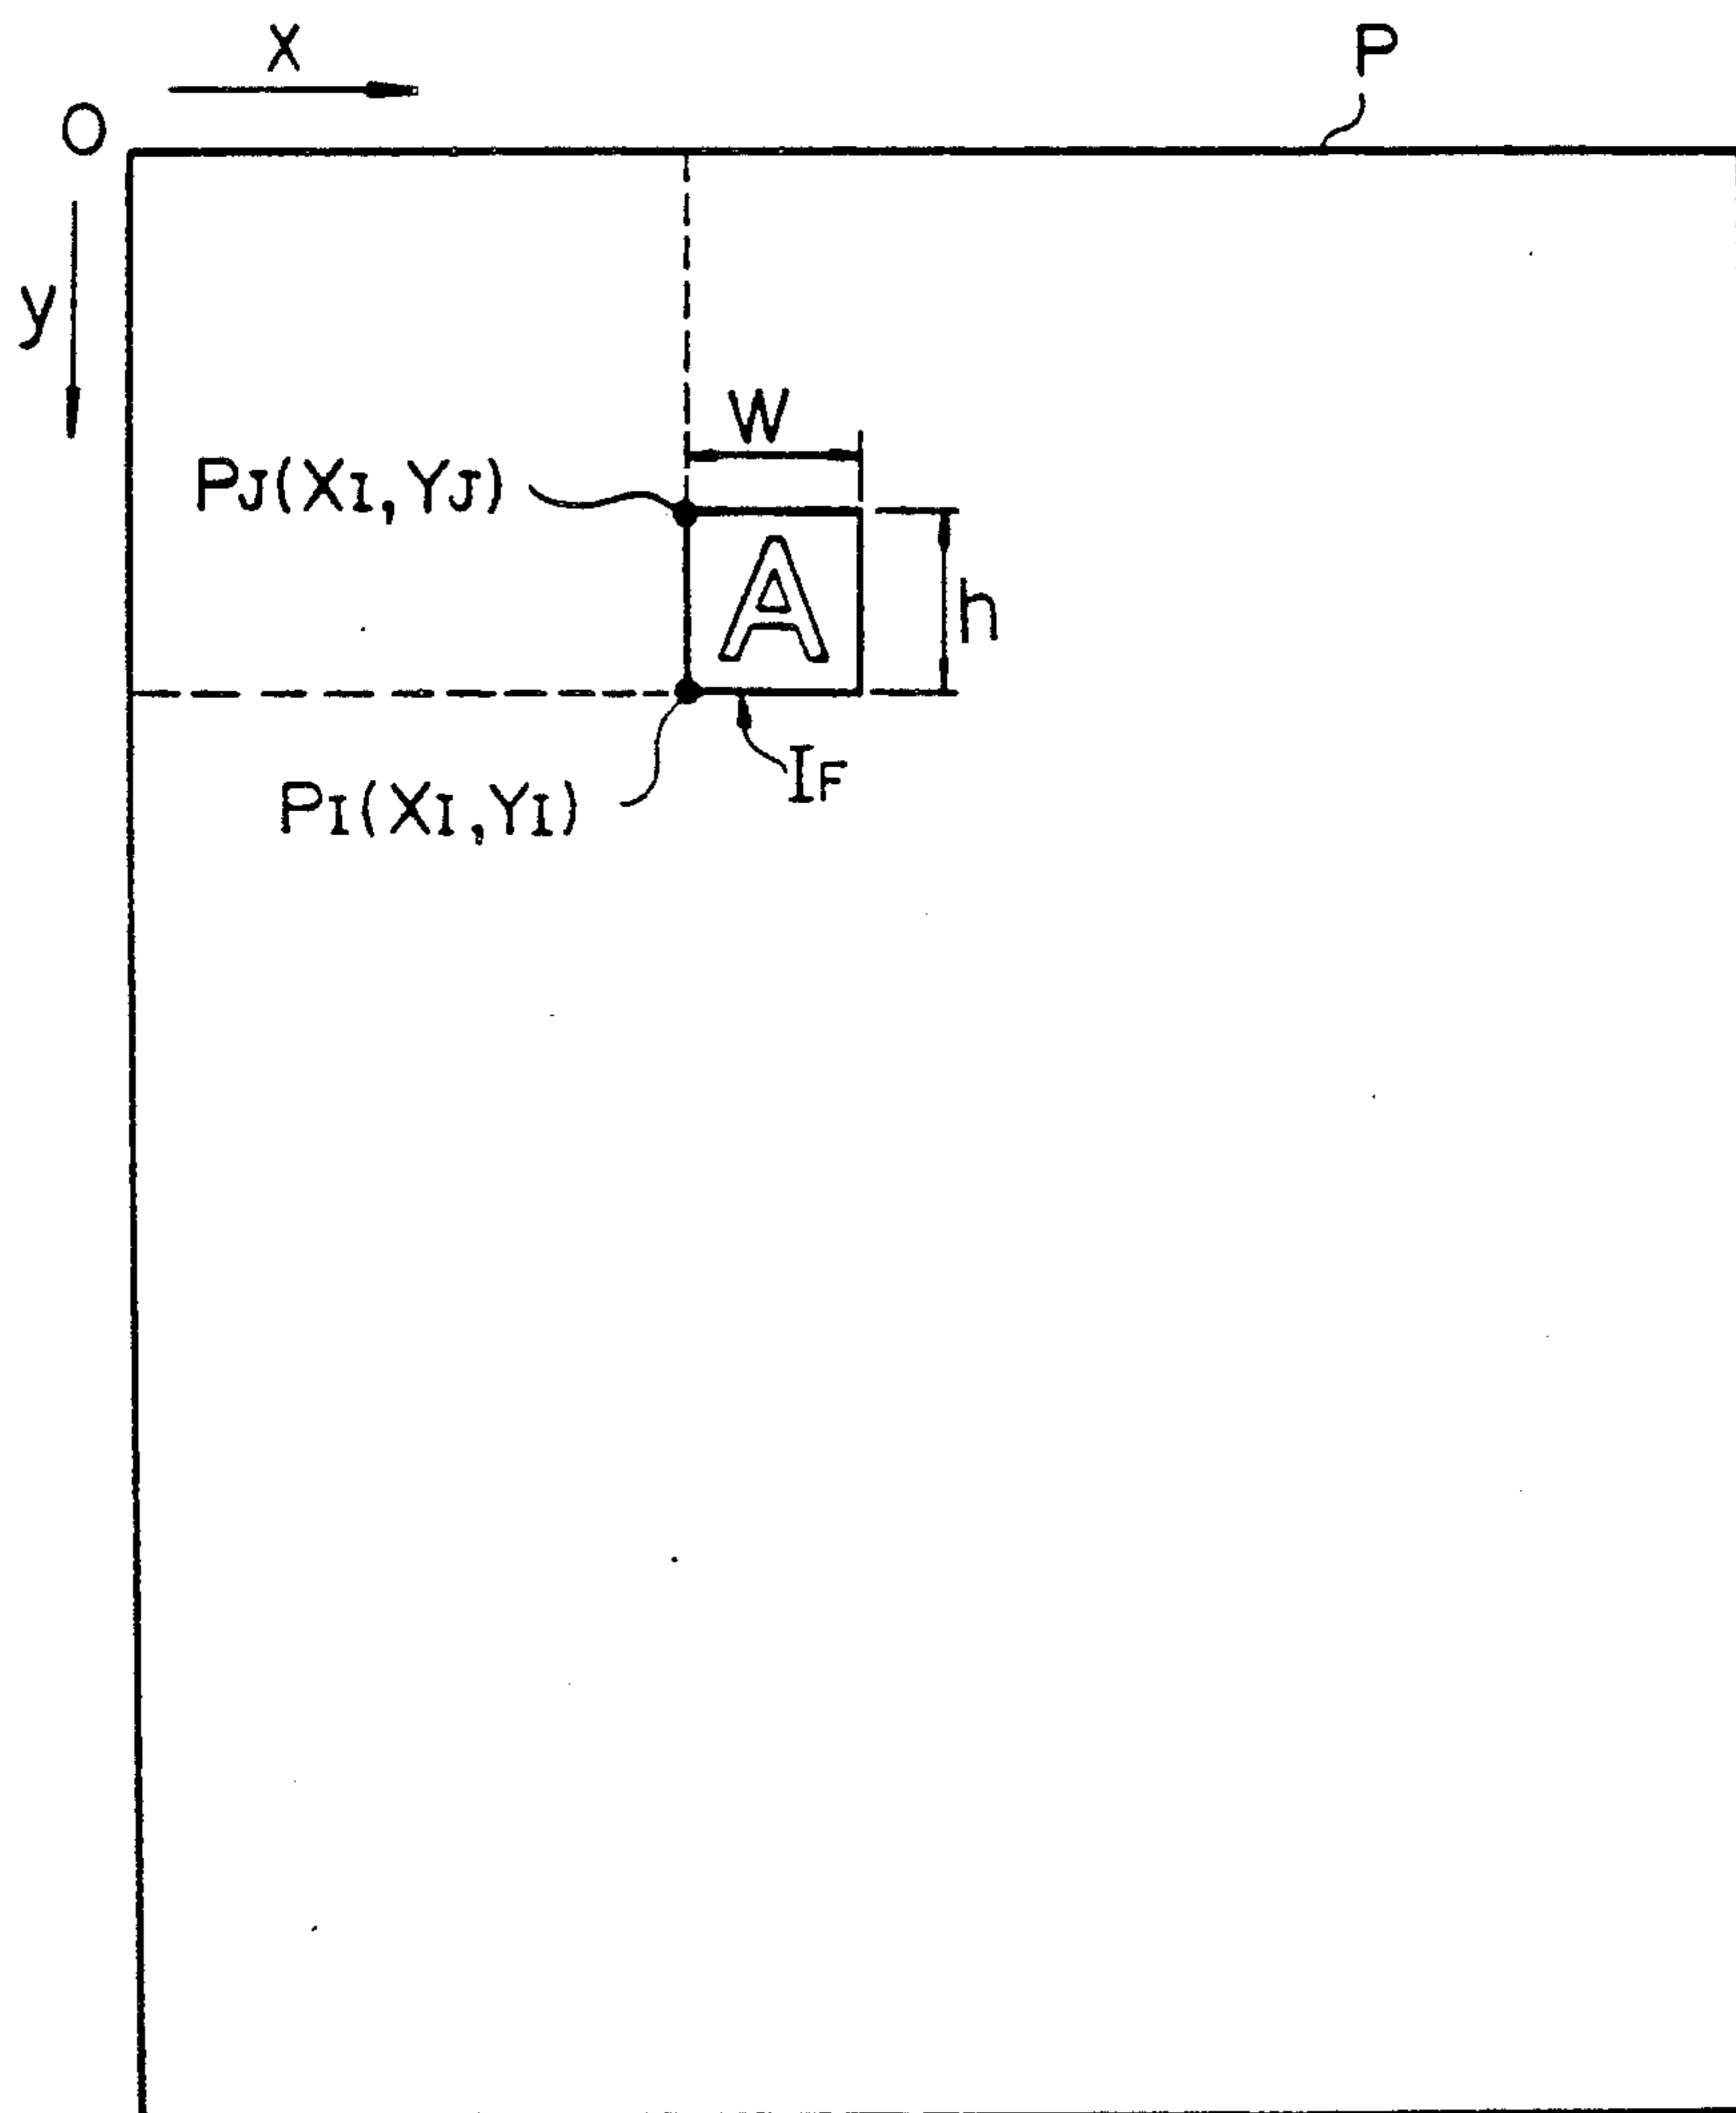 X
P
O
y
W
PJ(XI,YJ)
A
h
IF
PI(XI,YI)